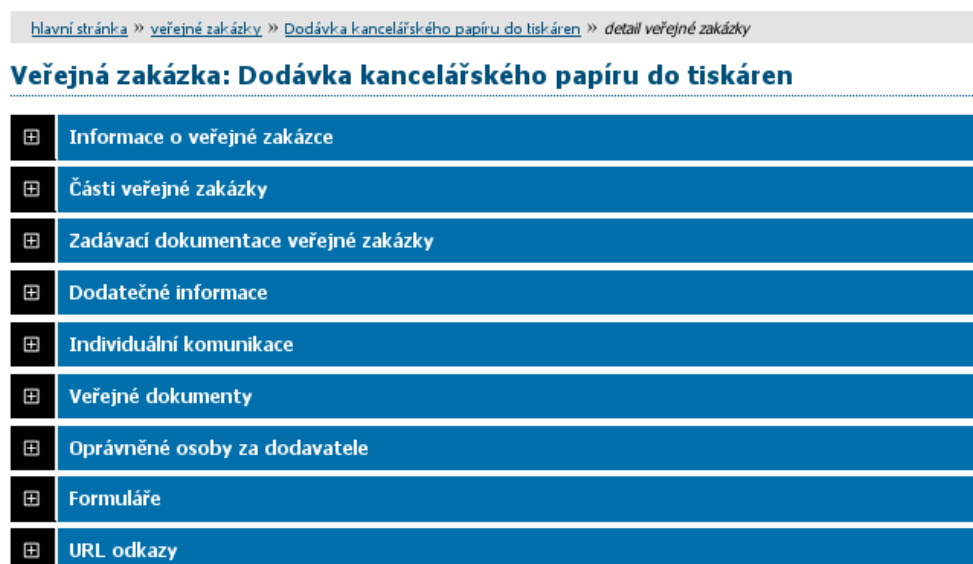 hlavní stránka » veřejné zakázky » Dodávka kancelářského papíru do tiskáren » detail veřejné zakázky
Veřejná zakázka: Dodávka kancelářského papíru do tiskáren
Informace o veřejné zakázce
Části veřejné zakázky
Zadávací dokumentace veřejné zakázky
Dodatečné informace
Individuální komunikace
Veřejné dokumenty
Oprávněné osoby za dodavatele
Formuláře
URL odkazy